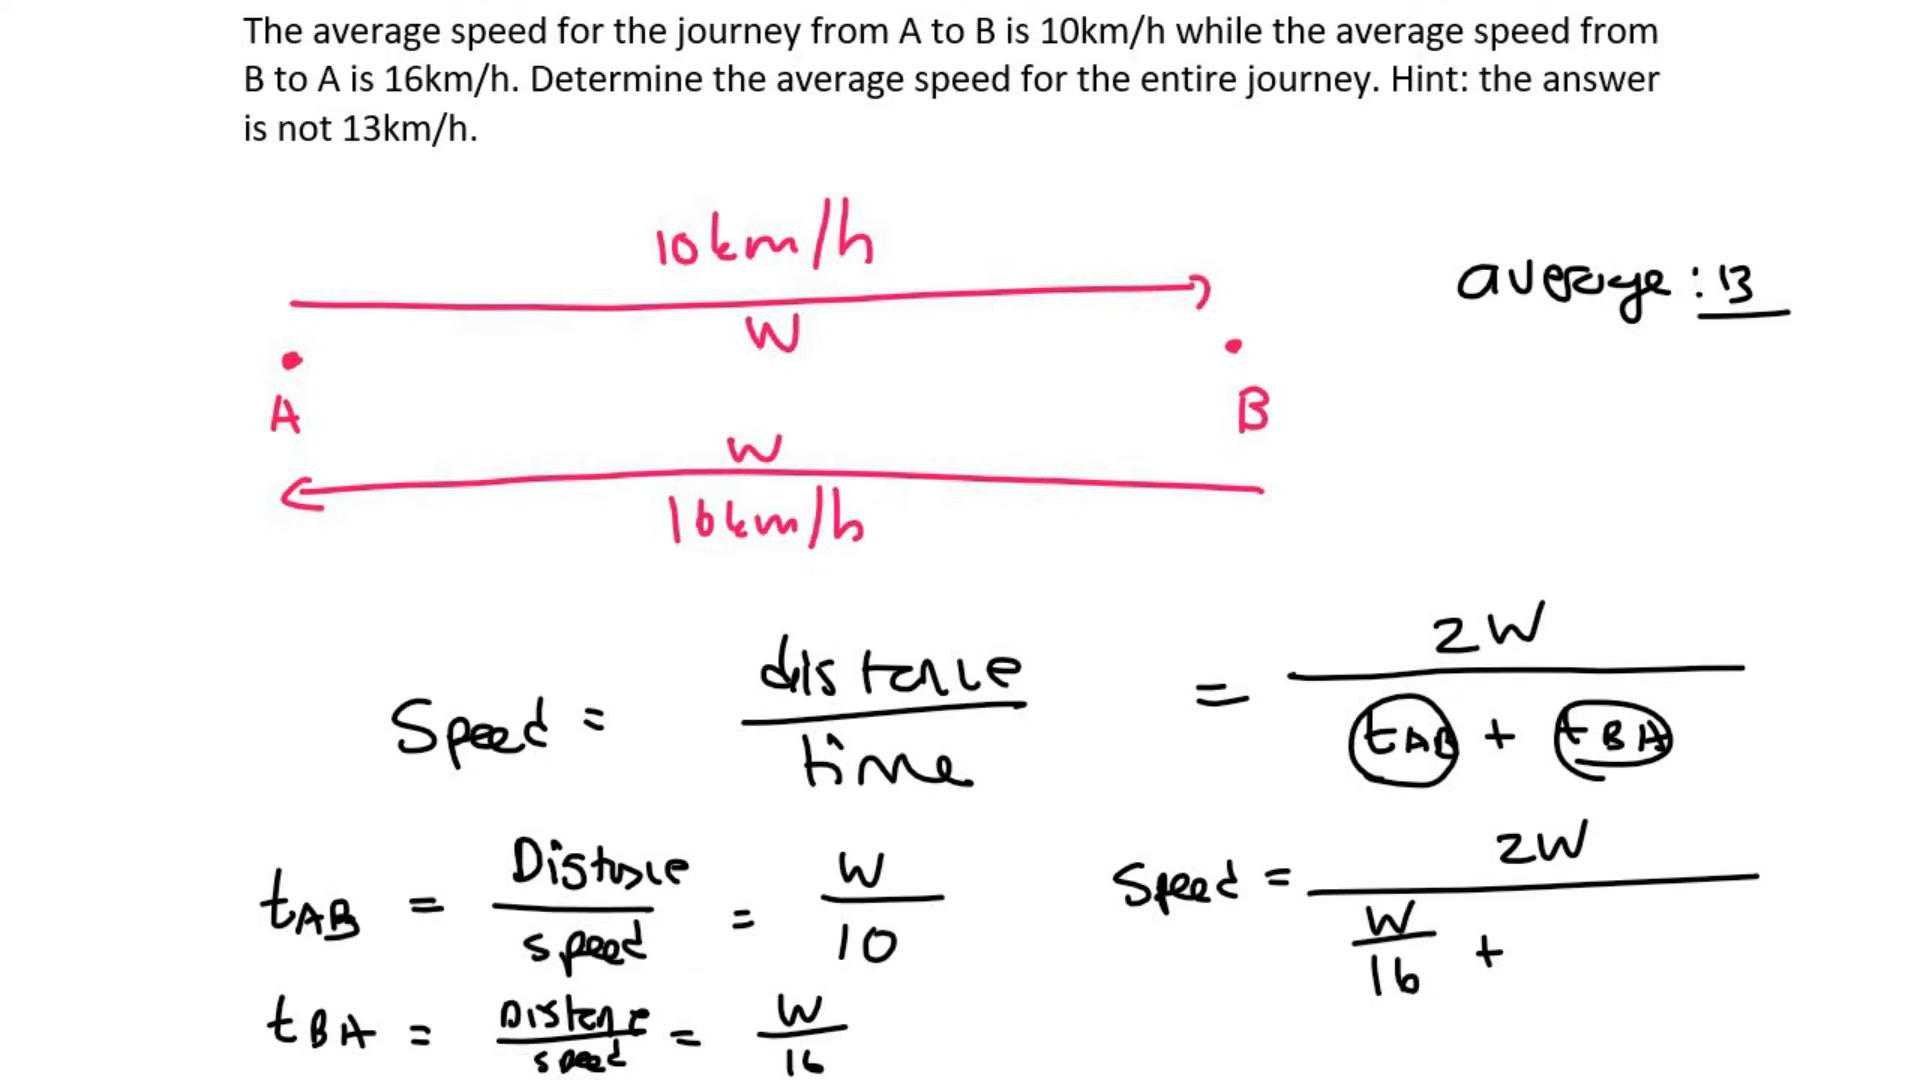 The average speed for the journey from A to B is 10km/h while the average speed from
B to A is 16km/h. Determine the average speed for the entire journey. Hint: the answer
is not 13km/h.
10km/h
average : 13
W
A
B
W
16km/h
Speed = distance / time = 2W / tAB + tBA
tAB = Distance / speed = W / 10
Speed = 2W / W/16 +
tBA = Distance / speed = W / 16